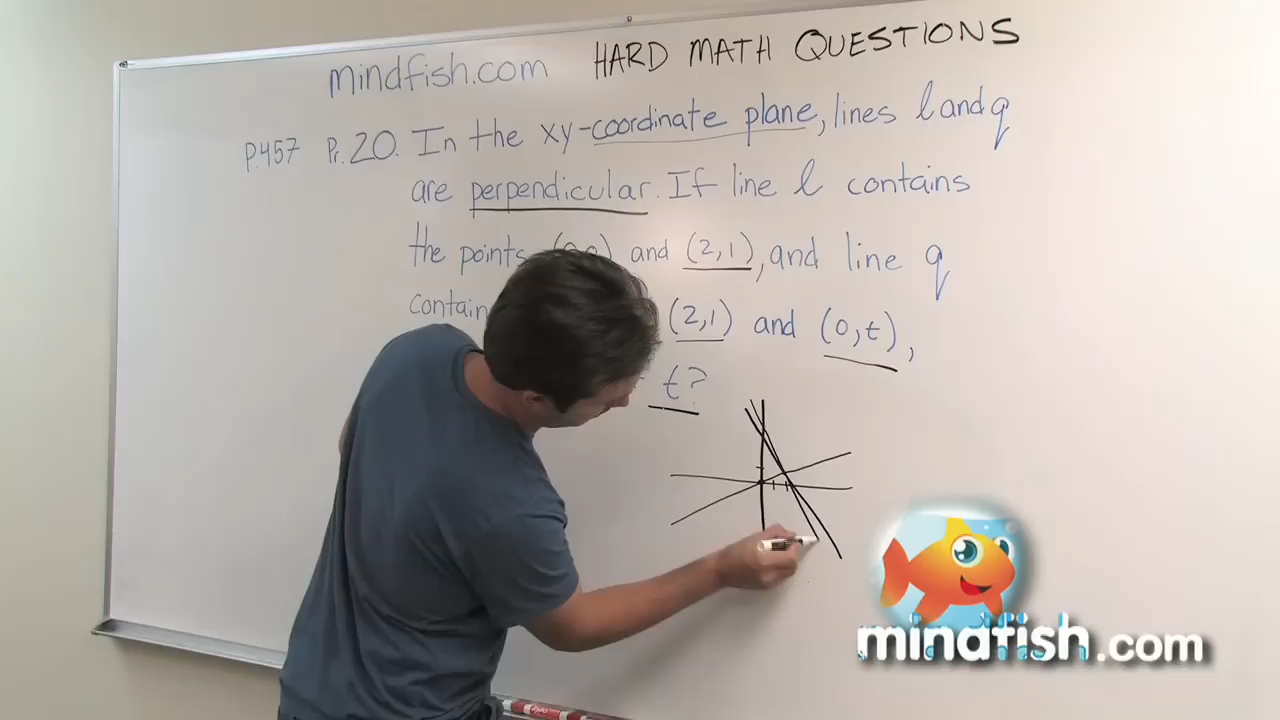 mindfish.com HARD MATH QUESTIONS
P.457 Pr. 20. In the xy-coordinate plane, lines l and q
are perpendicular. If line l contains
the points and (2,1), and line q
(2,1) and (0,t),
t?
mindfish.com